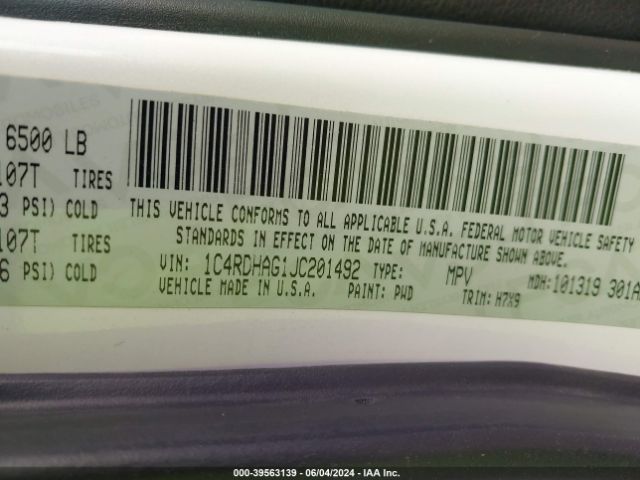 6500 LB
107T TIRES
3 PSI) COLD
107T TIRES
6 PSI) COLD
THIS VEHICLE CONFORMS TO ALL APPLICABLE U.S.A. FEDERAL MOTOR VEHICLE SAFETY
STANDARDS IN EFFECT ON THE DATE OF MANUFACTURE SHOWN ABOVE.
VIN: 1C4RDHAG1JC201492 TYPE: MPV MDH:101319 301A
VEHICLE MADE IN U.S.A. PAINT: PWD TRIM: H7X9
000-39563139 - 06/04/2024 - IAA Inc.